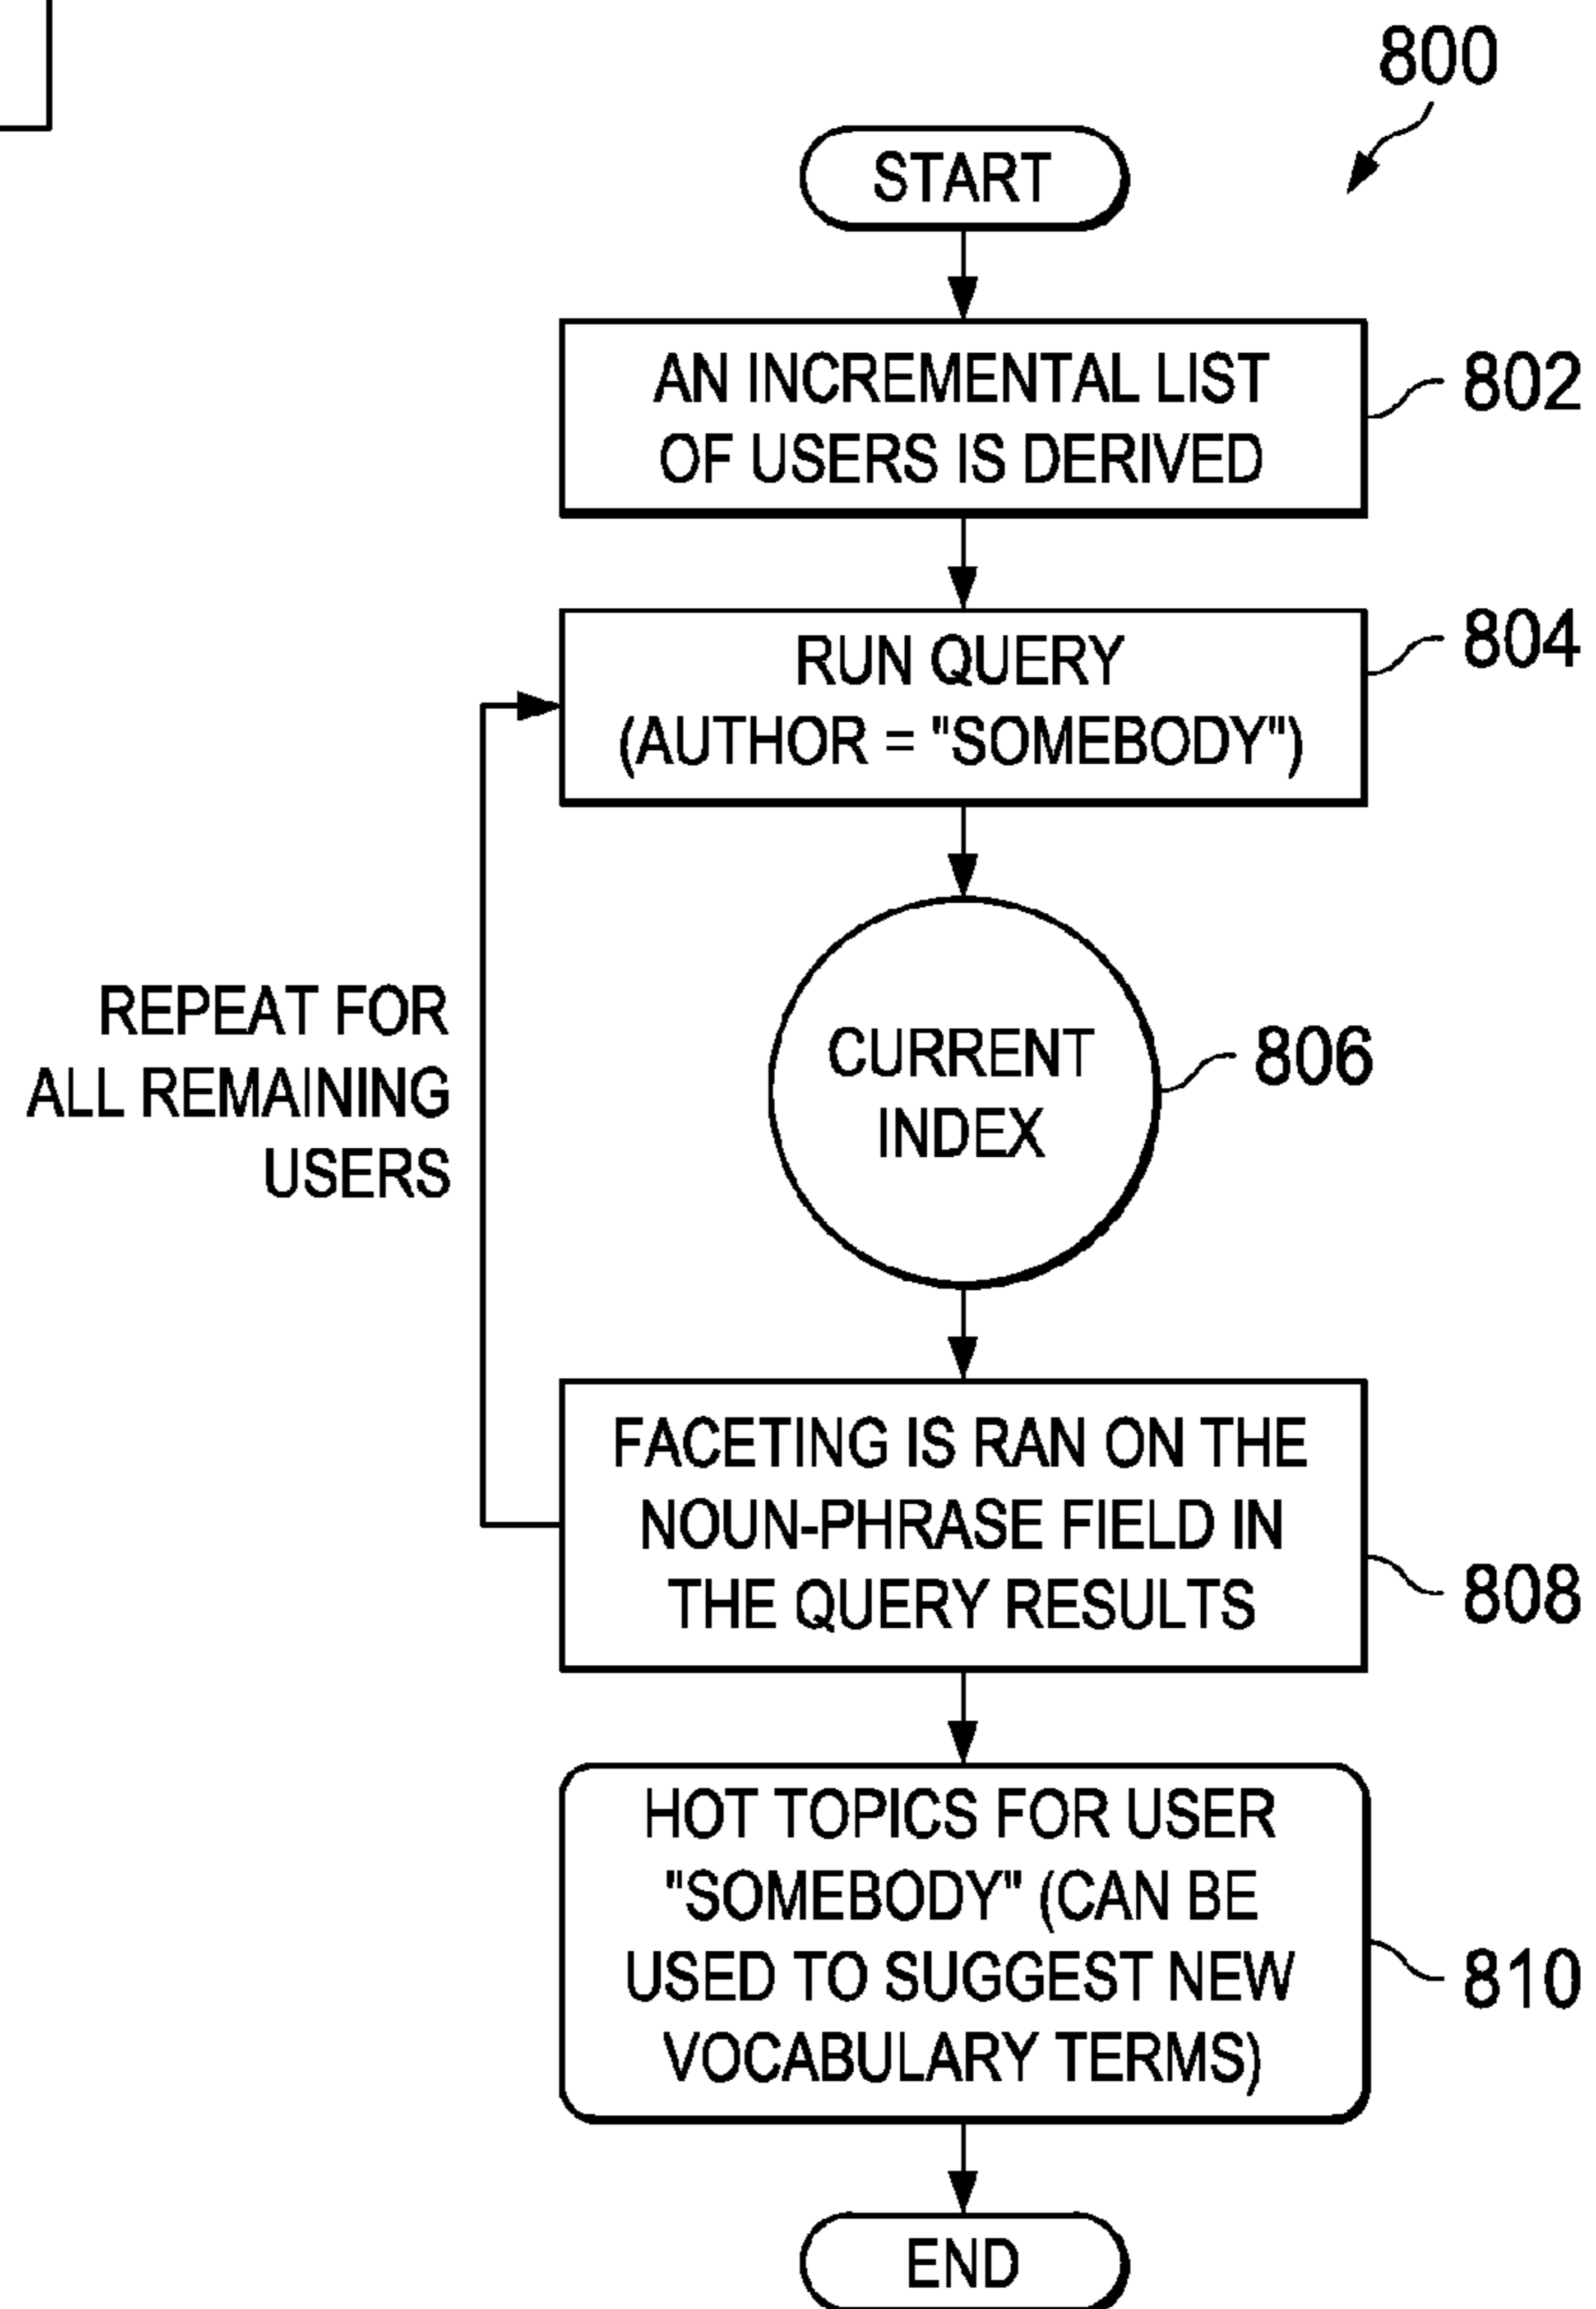 800
START
AN INCREMENTAL LIST
OF USERS IS DERIVED
802
RUN QUERY
(AUTHOR = "SOMEBODY")
804
REPEAT FOR
ALL REMAINING
USERS
CURRENT
INDEX
806
FACETING IS RAN ON THE
NOUN-PHRASE FIELD IN
THE QUERY RESULTS
808
HOT TOPICS FOR USER
"SOMEBODY" (CAN BE
USED TO SUGGEST NEW
VOCABULARY TERMS)
810
END